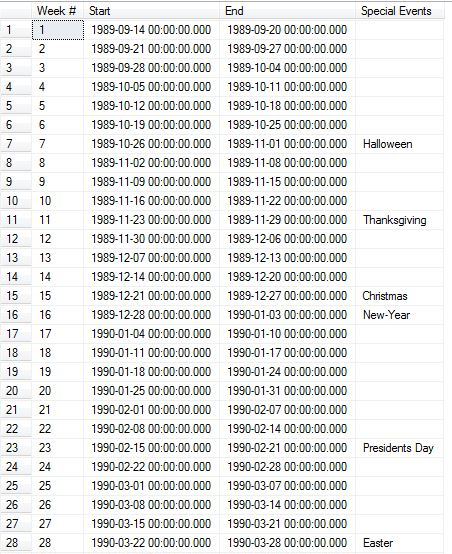 Week # Start End Special Events
1 1 1989-09-14 00:00:00.000 1989-09-20 00:00:00.000
2 2 1989-09-21 00:00:00.000 1989-09-27 00:00:00.000
3 3 1989-09-28 00:00:00.000 1989-10-04 00:00:00.000
4 4 1989-10-05 00:00:00.000 1989-10-11 00:00:00.000
5 5 1989-10-12 00:00:00.000 1989-10-18 00:00:00.000
6 6 1989-10-19 00:00:00.000 1989-10-25 00:00:00.000
7 7 1989-10-26 00:00:00.000 1989-11-01 00:00:00.000 Halloween
8 8 1989-11-02 00:00:00.000 1989-11-08 00:00:00.000
9 9 1989-11-09 00:00:00.000 1989-11-15 00:00:00.000
10 10 1989-11-16 00:00:00.000 1989-11-22 00:00:00.000
11 11 1989-11-23 00:00:00.000 1989-11-29 00:00:00.000 Thanksgiving
12 12 1989-11-30 00:00:00.000 1989-12-06 00:00:00.000
13 13 1989-12-07 00:00:00.000 1989-12-13 00:00:00.000
14 14 1989-12-14 00:00:00.000 1989-12-20 00:00:00.000
15 15 1989-12-21 00:00:00.000 1989-12-27 00:00:00.000 Christmas
16 16 1989-12-28 00:00:00.000 1990-01-03 00:00:00.000 New-Year
17 17 1990-01-04 00:00:00.000 1990-01-10 00:00:00.000
18 18 1990-01-11 00:00:00.000 1990-01-17 00:00:00.000
19 19 1990-01-18 00:00:00.000 1990-01-24 00:00:00.000
20 20 1990-01-25 00:00:00.000 1990-01-31 00:00:00.000
21 21 1990-02-01 00:00:00.000 1990-02-07 00:00:00.000
22 22 1990-02-08 00:00:00.000 1990-02-14 00:00:00.000
23 23 1990-02-15 00:00:00.000 1990-02-21 00:00:00.000 Presidents Day
24 24 1990-02-22 00:00:00.000 1990-02-28 00:00:00.000
25 25 1990-03-01 00:00:00.000 1990-03-07 00:00:00.000
26 26 1990-03-08 00:00:00.000 1990-03-14 00:00:00.000
27 27 1990-03-15 00:00:00.000 1990-03-21 00:00:00.000
28 28 1990-03-22 00:00:00.000 1990-03-28 00:00:00.000 Easter